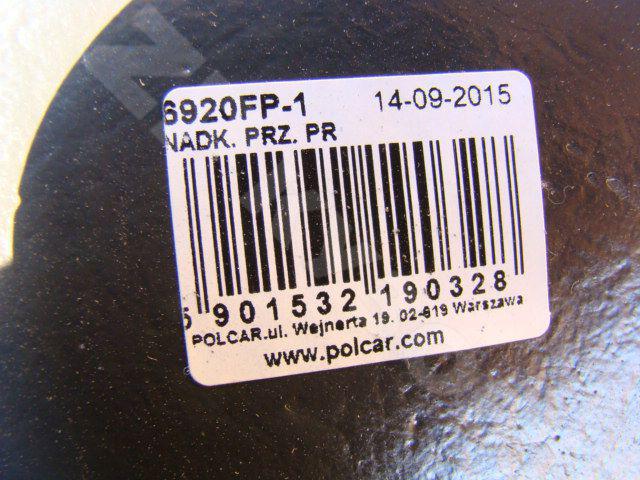 6920FP-1 14-09-2015
NADK. PRZ. PR
5 901532 190328
POLCAR.ul. Wejnerta 19. 02-619 Warszawa
www.polcar.com